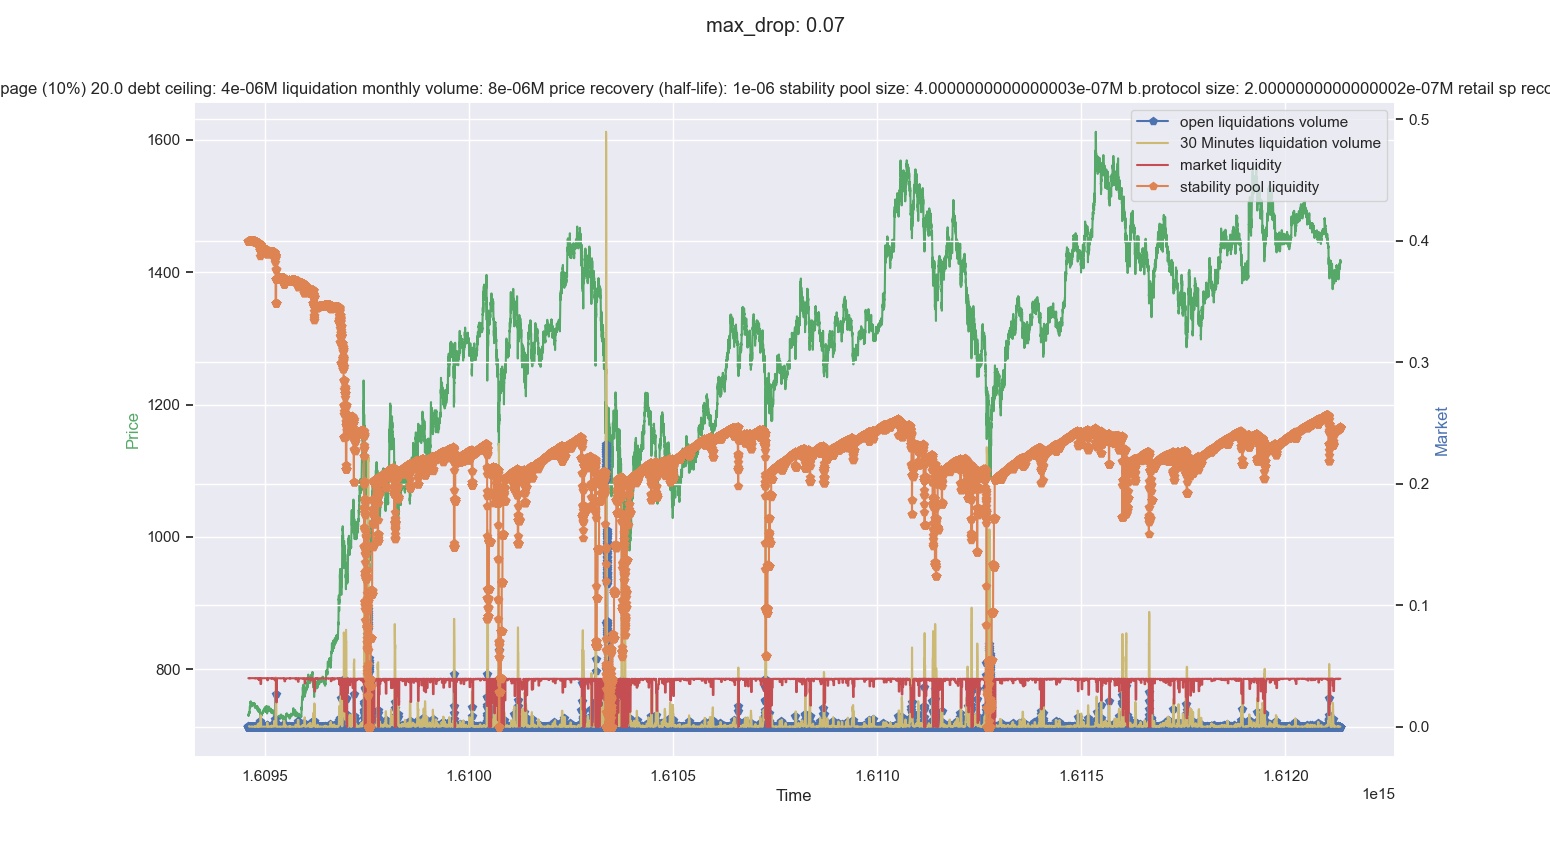 max_drop: 0.07
page (10%) 20.0 debt ceiling: 4e-06M liquidation monthly volume: 8e-06M price recovery (half-life): 1e-06 stability pool size: 4.0000000000000003e-07M b.protocol size: 2.0000000000000002e-07M retail sp reco
open liquidations volume
30 Minutes liquidation volume
market liquidity
stability pool liquidity
1600
1400
1200
1000
800
Price
0.5
0.4
0.3
0.2
0.1
0.0
Market
1.6095 1.6100 1.6105 1.6110 1.6115 1.6120
Time
1e15